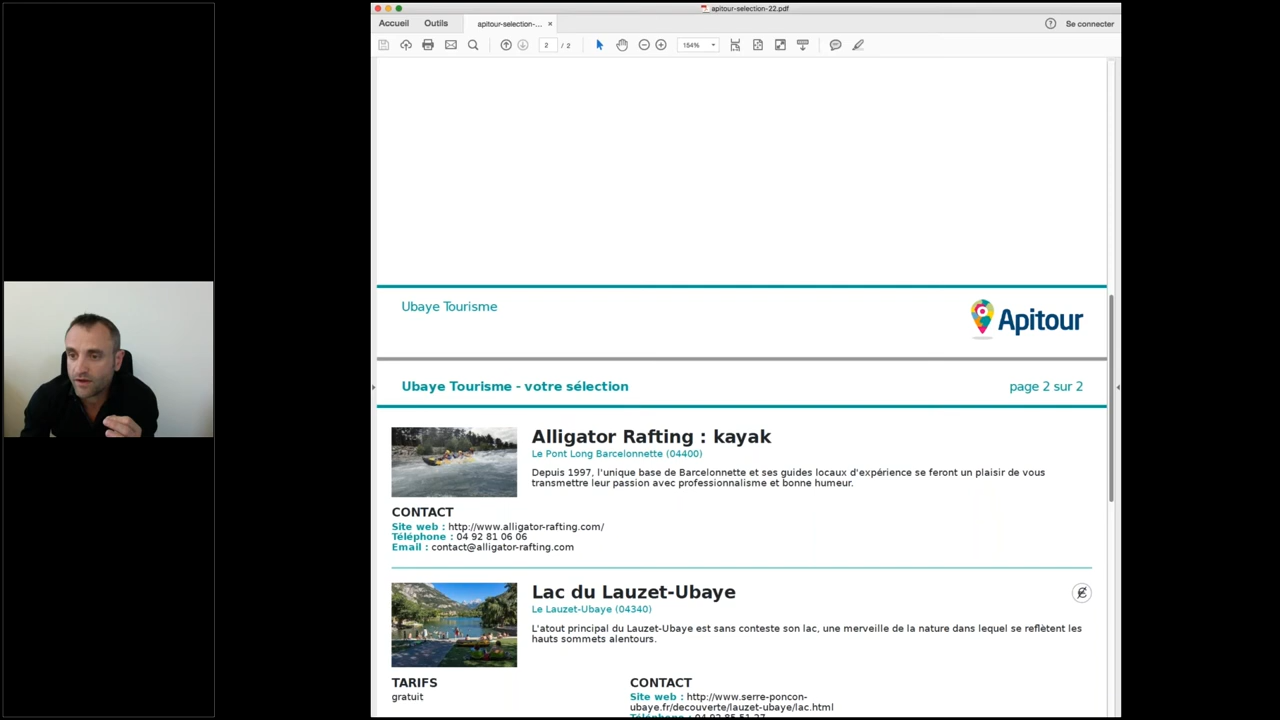 apitour-selection-22.pdf
Accueil Outils apitour-selection-... × Se connecter
2 / 2 154%
Ubaye Tourisme
Apitour
Ubaye Tourisme - votre sélection page 2 sur 2
Alligator Rafting : kayak
Le Pont Long Barcelonnette (04400)
Depuis 1997, l'unique base de Barcelonnette et ses guides locaux d'expérience se feront un plaisir de vous
transmettre leur passion avec professionnalisme et bonne humeur.
CONTACT
Site web : http://www.alligator-rafting.com/
Téléphone : 04 92 81 06 06
Email : contact@alligator-rafting.com
Lac du Lauzet-Ubaye
Le Lauzet-Ubaye (04340)
L'atout principal du Lauzet-Ubaye est sans conteste son lac, une merveille de la nature dans lequel se reflètent les
hauts sommets alentours.
TARIFS
gratuit
CONTACT
Site web : http://www.serre-poncon-
ubaye.fr/decouverte/lauzet-ubaye/lac.html
Téléphone : 04 92 85 51 27